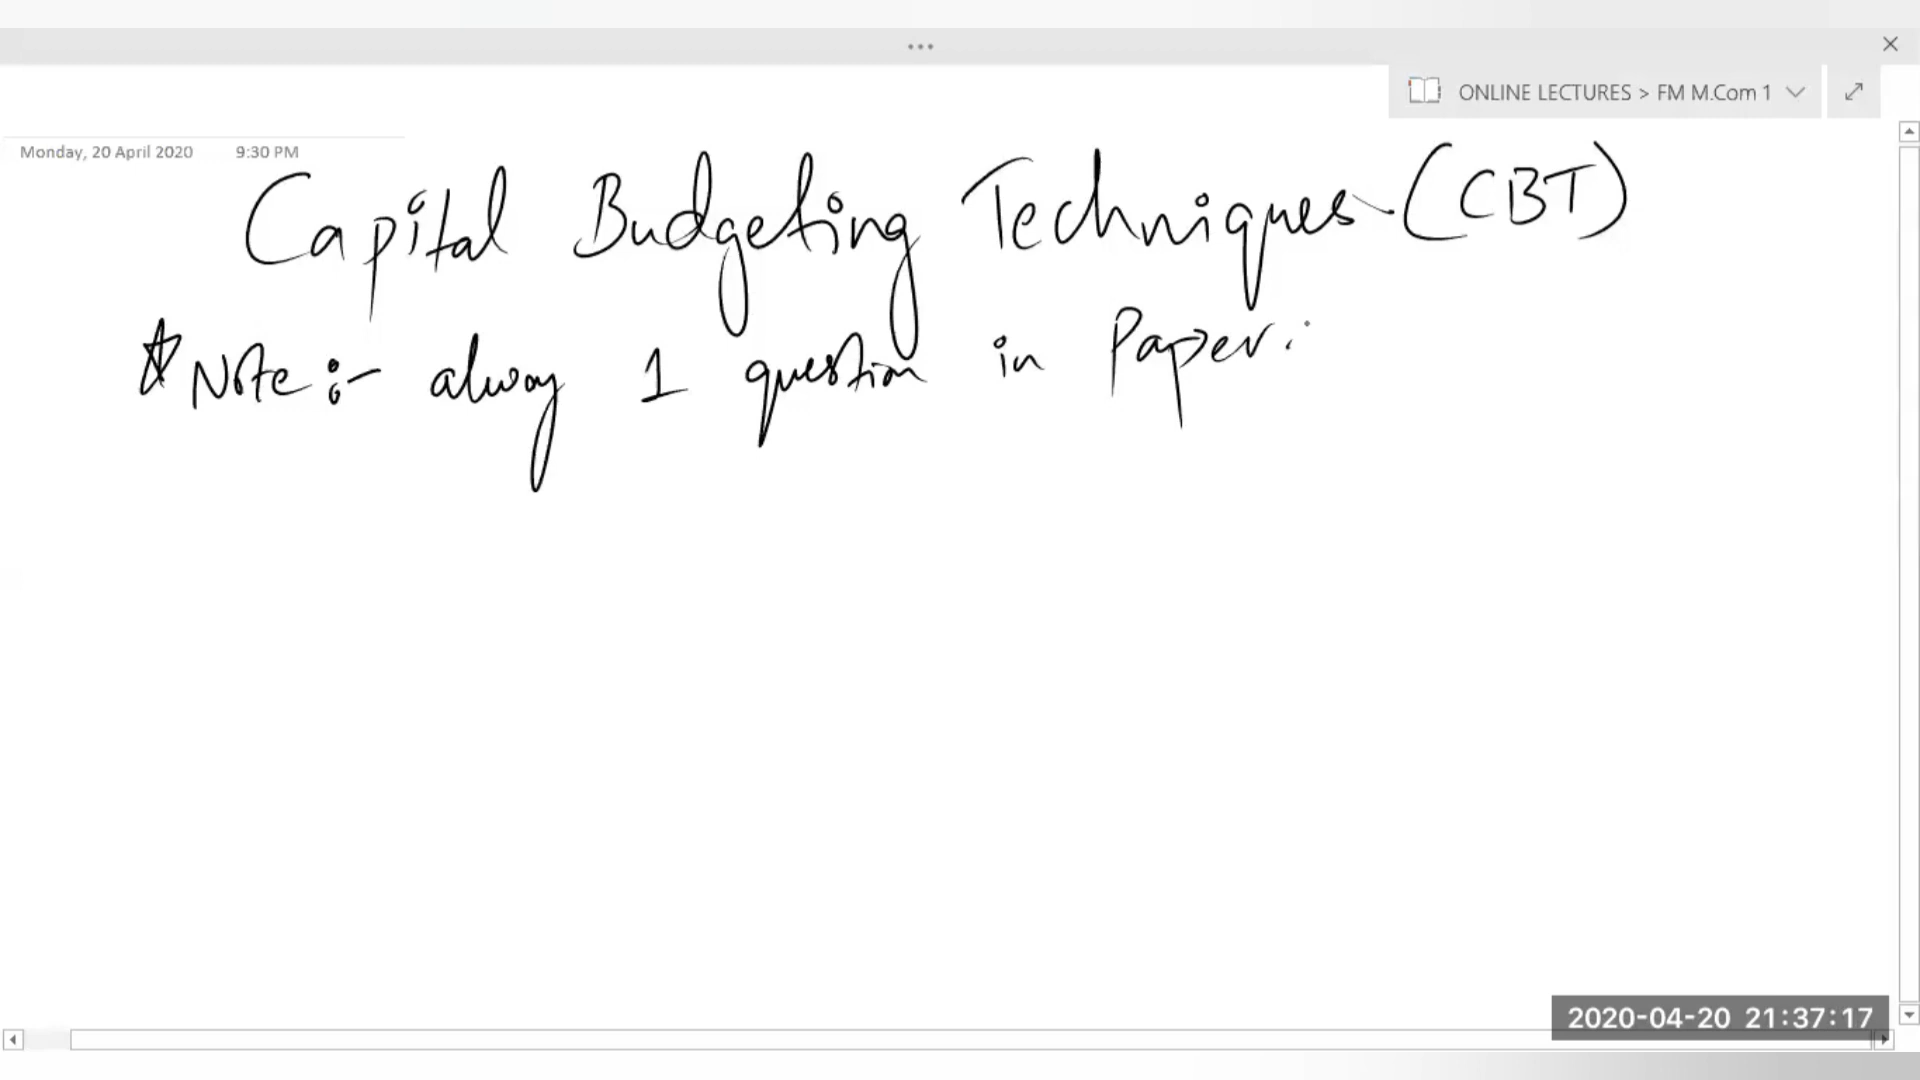 ...
ONLINE LECTURES > FM M.Com 1
Monday, 20 April 2020 9:30 PM
Capital Budgeting Techniques (CBT)
☆ Note :- alway 1 question in Paper.
2020-04-20 21:37:17